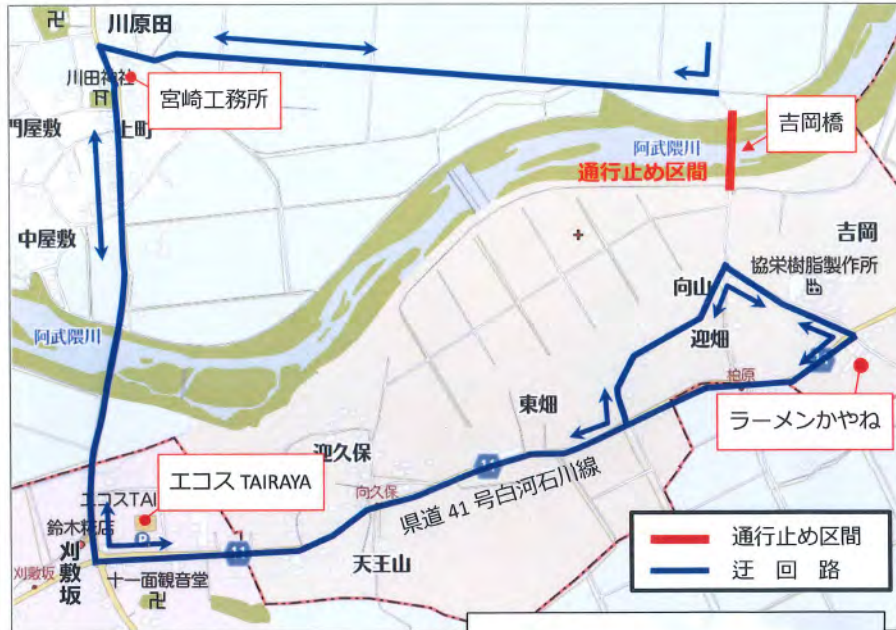 川原田
川田神社
宮崎工務所
門屋敷
上町
中屋敷
阿武隈川
阿武隈川
通行止め区間
吉岡橋
吉岡
協栄樹脂製作所
向山
迎畑
柏原
ラーメンかやね
東畑
迎久保
向久保
県道 41 号白河石川線
天王山
エコス TAIRAYA
エコスTAI
P
鈴木糀店
刈敷坂
刈敷坂
十一面観音堂
通行止め区間
迂 回 路